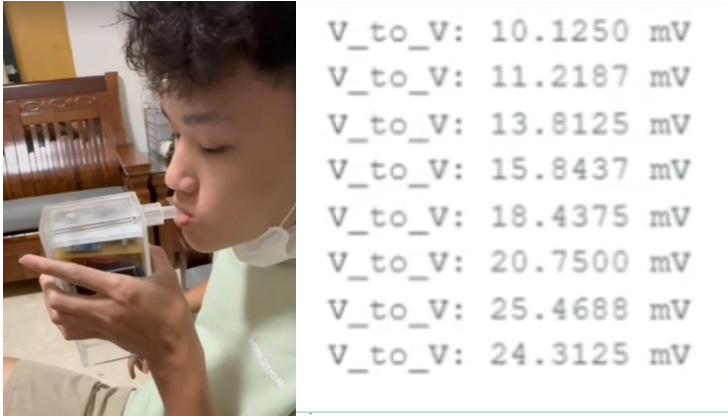 V_to_V: 10.1250 mV
V_to_V: 11.2187 mV
V_to_V: 13.8125 mV
V_to_V: 15.8437 mV
V_to_V: 18.4375 mV
V_to_V: 20.7500 mV
V_to_V: 25.4688 mV
V_to_V: 24.3125 mV